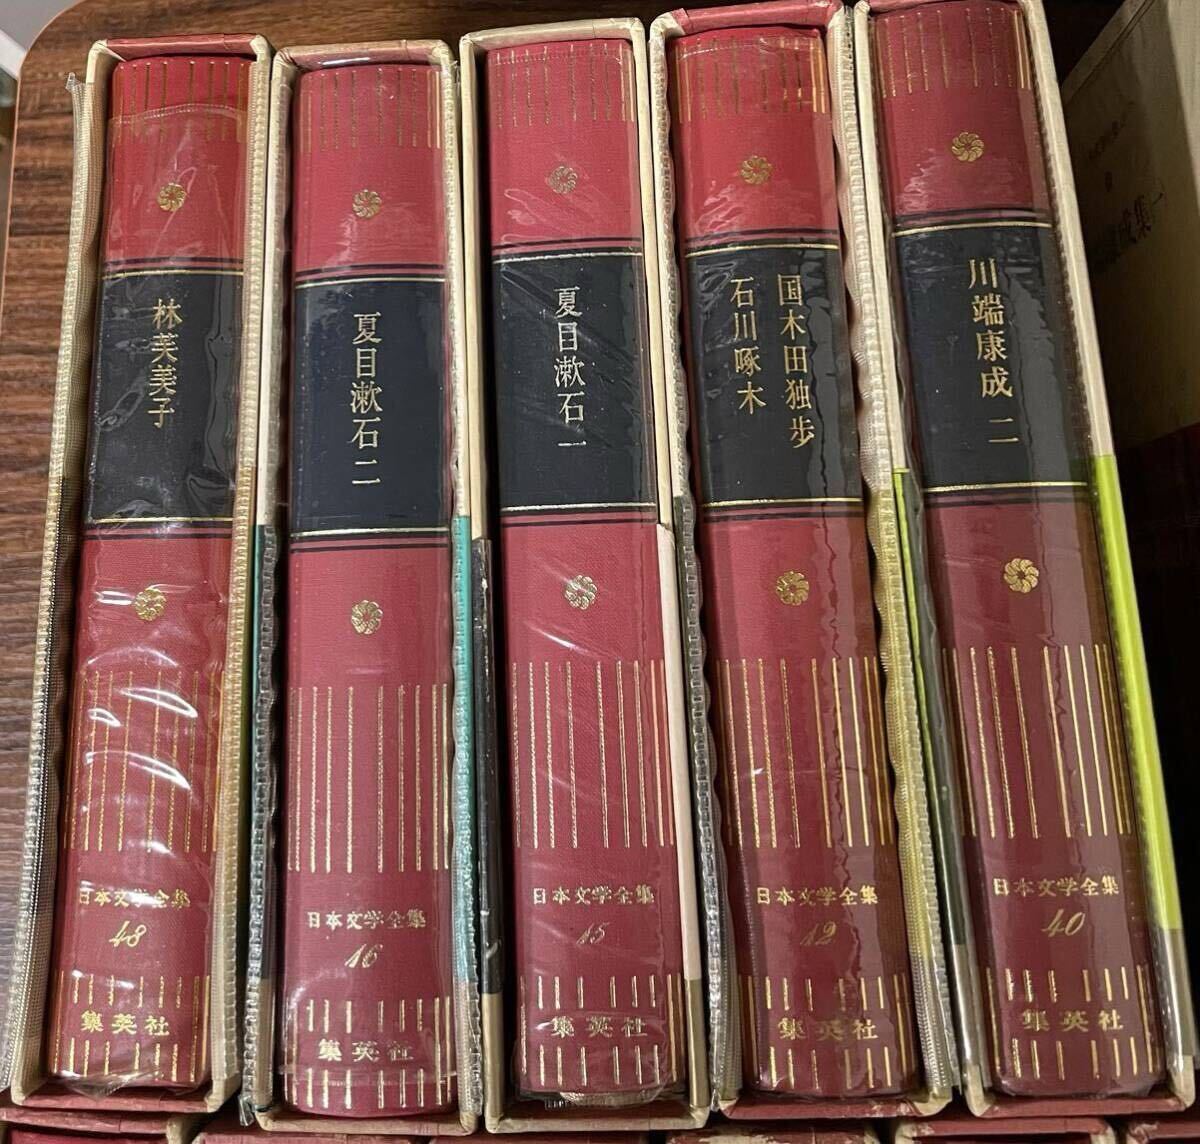 林芙美子
日本文学全集
48
集英社
夏目漱石 二
日本文学全集
16
集英社
夏目漱石 一
日本文学全集
15
集英社
国木田独歩
石川啄木
日本文学全集
12
集英社
川端康成 二
日本文学全集
40
集英社
成集一